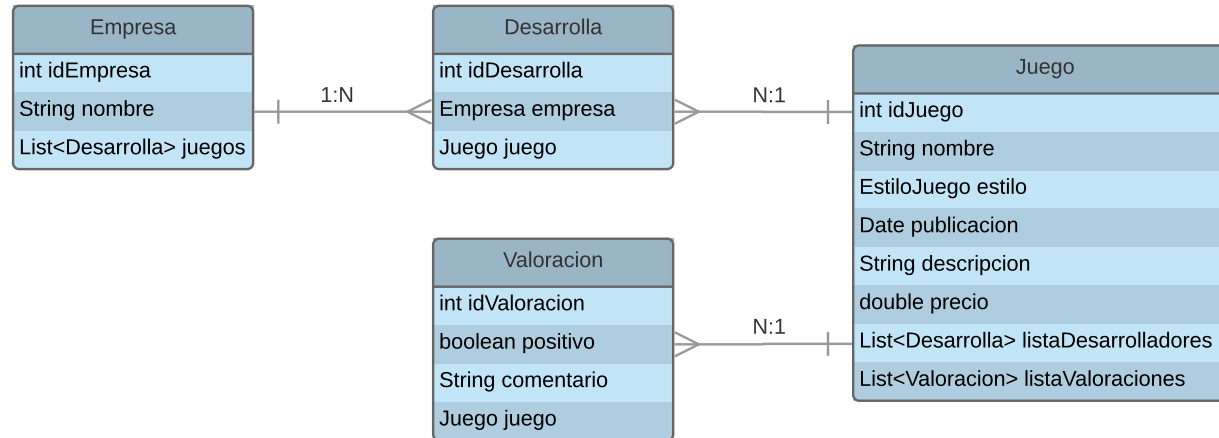 Empresa
int idEmpresa
String nombre
List<Desarrolla> juegos
1:N
Desarrolla
int idDesarrolla
Empresa empresa
Juego juego
N:1
Juego
int idJuego
String nombre
EstiloJuego estilo
Date publicacion
String descripcion
double precio
List<Desarrolla> listaDesarrolladores
List<Valoracion> listaValoraciones
Valoracion
int idValoracion
boolean positivo
String comentario
Juego juego
N:1